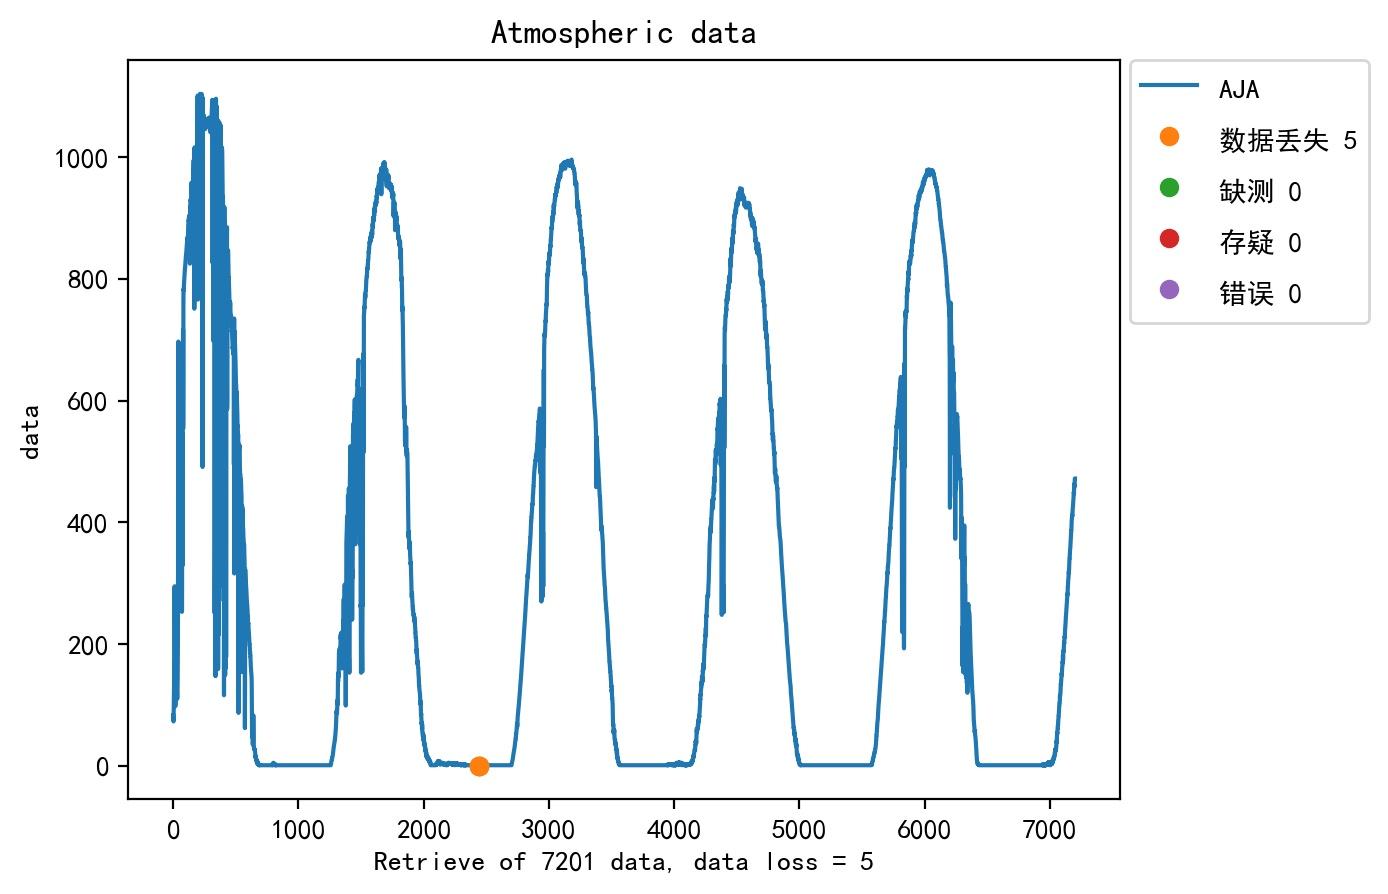 Atmospheric data
AJA
数据丢失 5
缺测 0
存疑 0
错误 0
data
1000
800
600
400
200
0
0 1000 2000 3000 4000 5000 6000 7000
Retrieve of 7201 data, data loss = 5